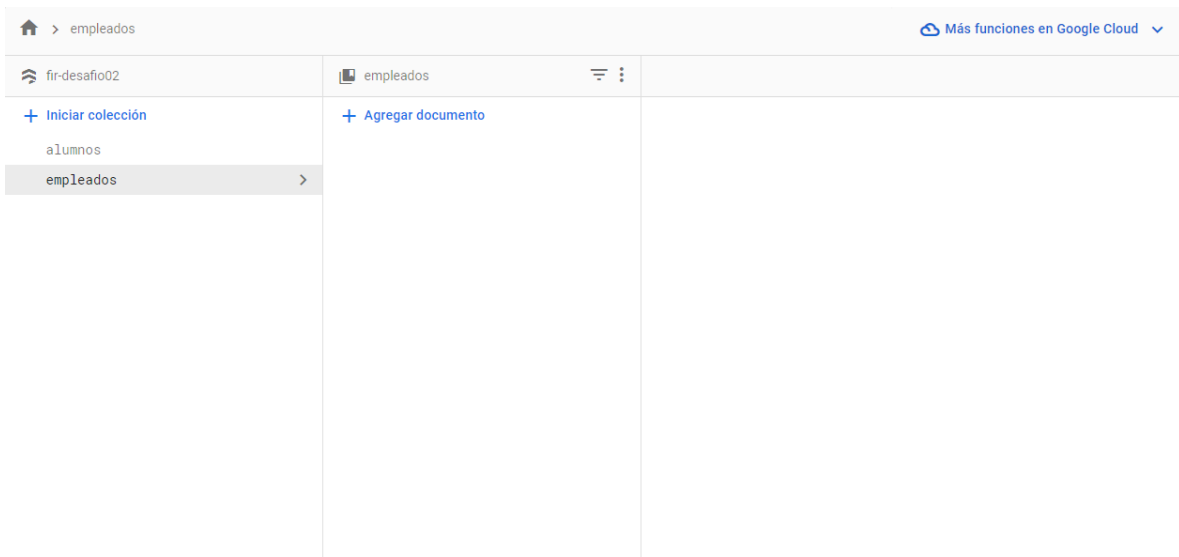 empleados
Más funciones en Google Cloud
fir-desafio02
empleados
Iniciar colección
Agregar documento
alumnos
empleados